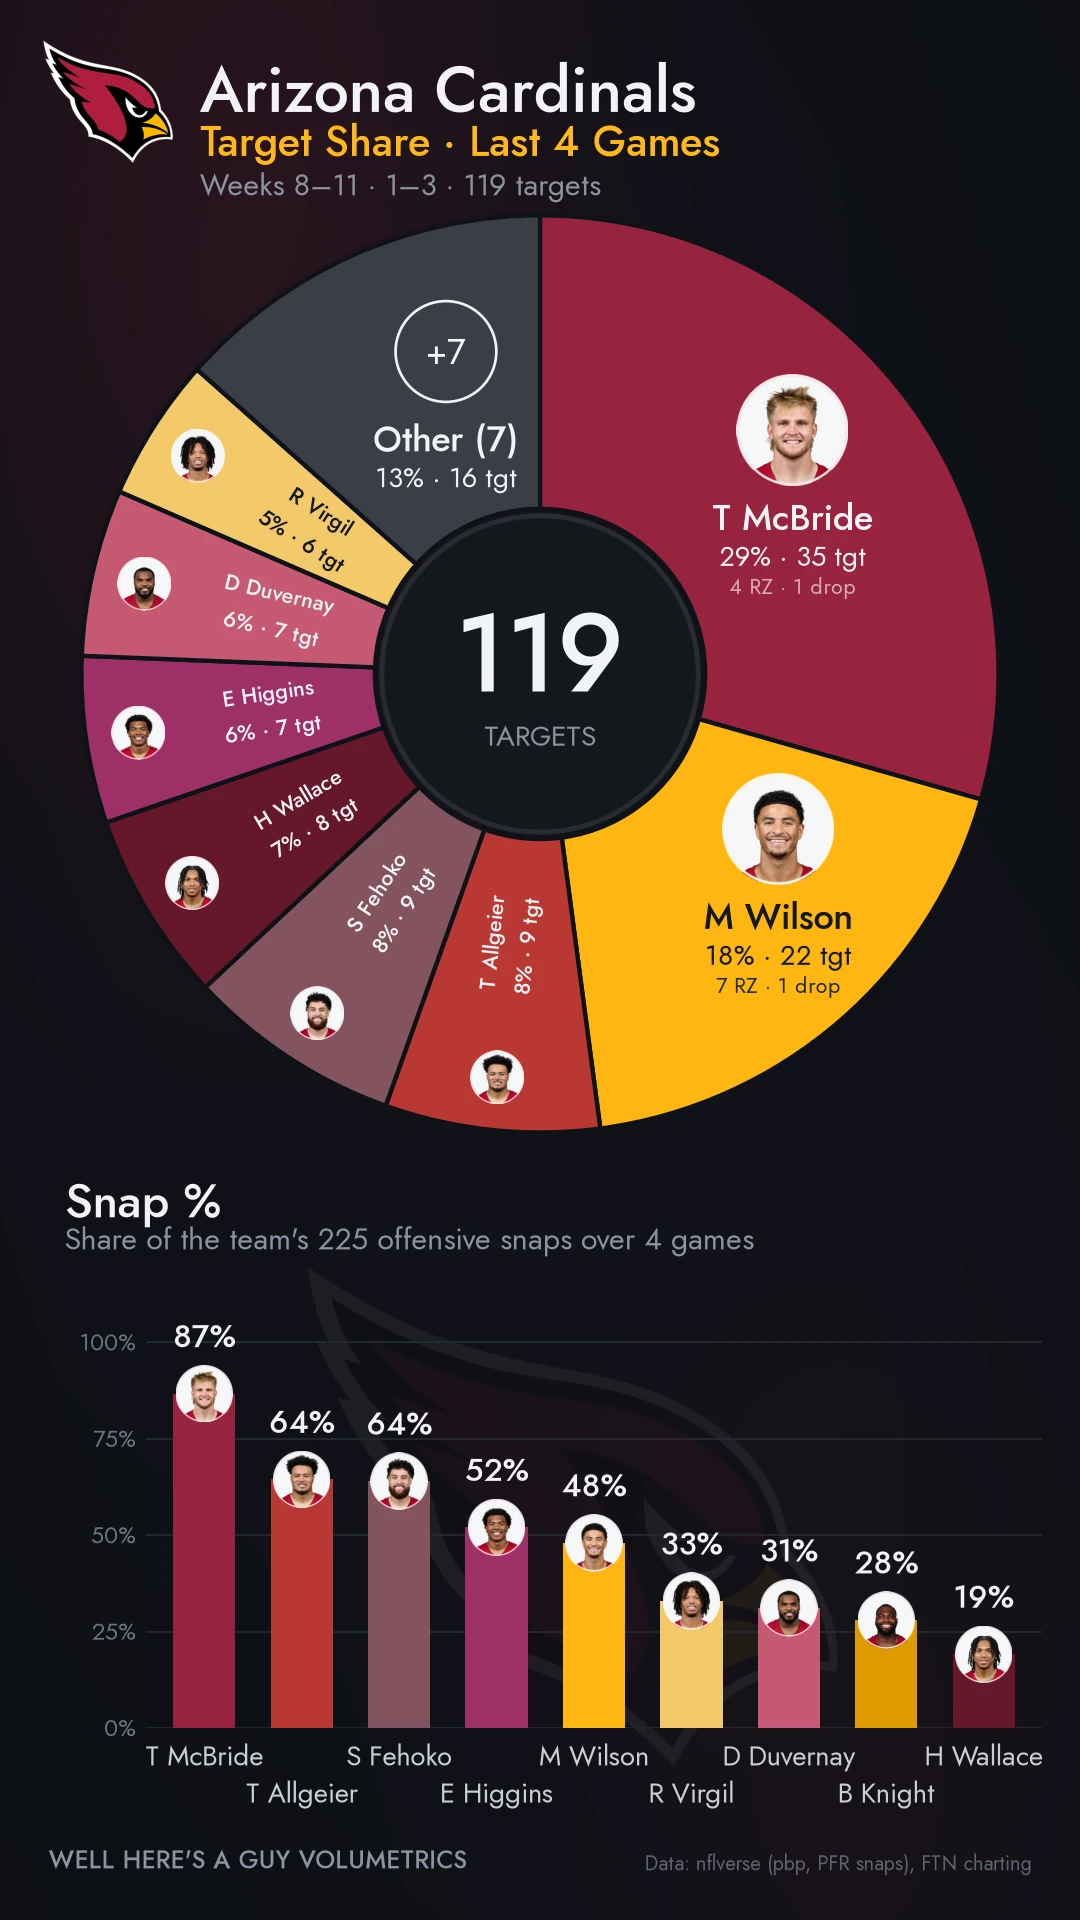 Arizona Cardinals
Target Share · Last 4 Games
Weeks 8–11 · 1–3 · 119 targets
+7
Other (7)
13% · 16 tgt
T McBride
29% · 35 tgt
4 RZ · 1 drop
R Virgil
5% · 6 tgt
D Duvernay
6% · 7 tgt
E Higgins
6% · 7 tgt
H Wallace
7% · 8 tgt
S Fehoko
8% · 9 tgt
T Allgeier
8% · 9 tgt
M Wilson
18% · 22 tgt
7 RZ · 1 drop
119
TARGETS
Snap %
Share of the team's 225 offensive snaps over 4 games
100%
75%
50%
25%
0%
87%
64%
64%
52%
48%
33%
31%
28%
19%
T McBride
T Allgeier
S Fehoko
E Higgins
M Wilson
R Virgil
D Duvernay
B Knight
H Wallace
WELL HERE'S A GUY VOLUMETRICS
Data: nflverse (pbp, PFR snaps), FTN charting